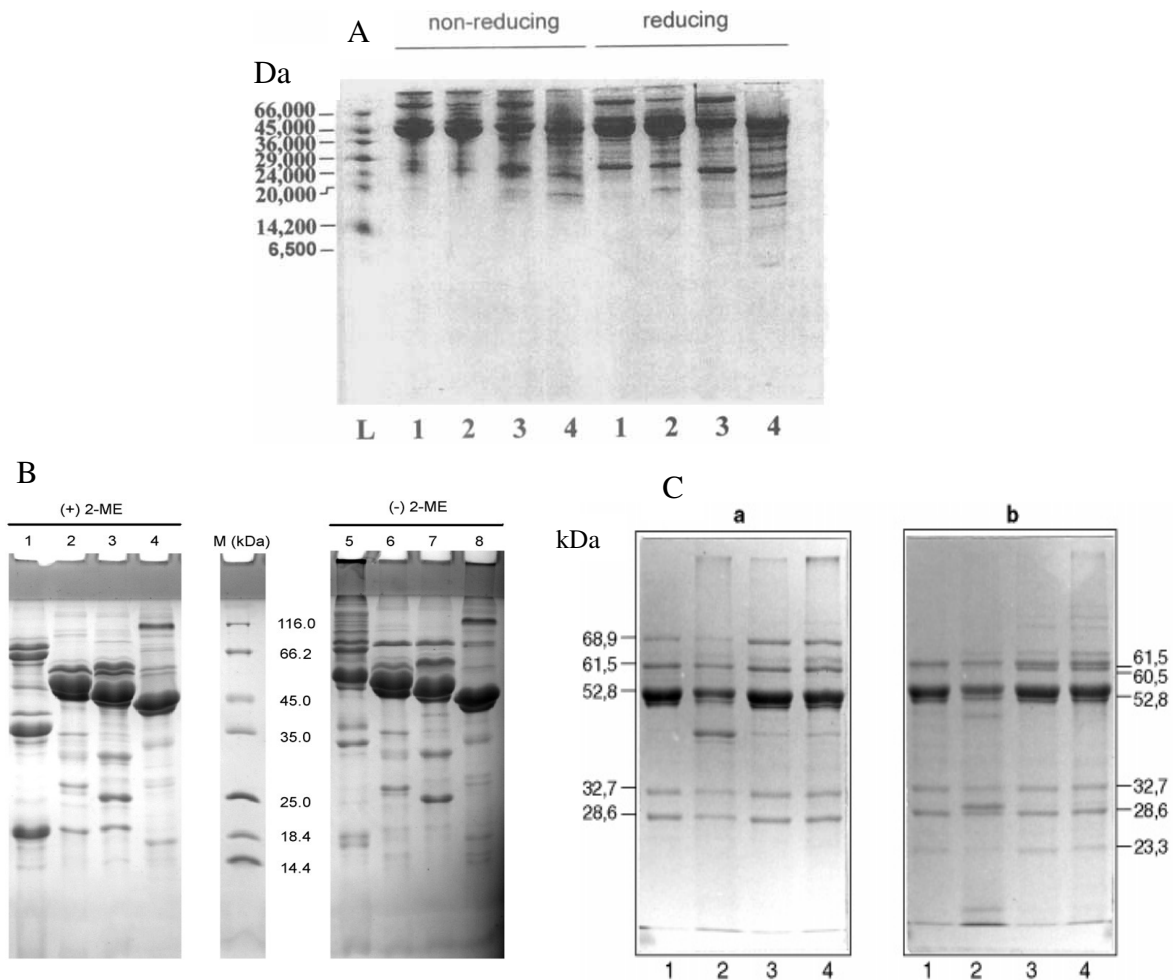 A
non-reducing reducing
Da
66,000
45,000
36,000
29,000
24,000
20,000
14,200
6,500
L 1 2 3 4 1 2 3 4
B
(+) 2-ME
1 2 3 4
M (kDa)
(-) 2-ME
5 6 7 8
116.0
66.2
45.0
35.0
25.0
18.4
14.4
C
kDa
a
68,9
61,5
52,8
32,7
28,6
1 2 3 4
b
61,5
60,5
52,8
32,7
28,6
23,3
1 2 3 4